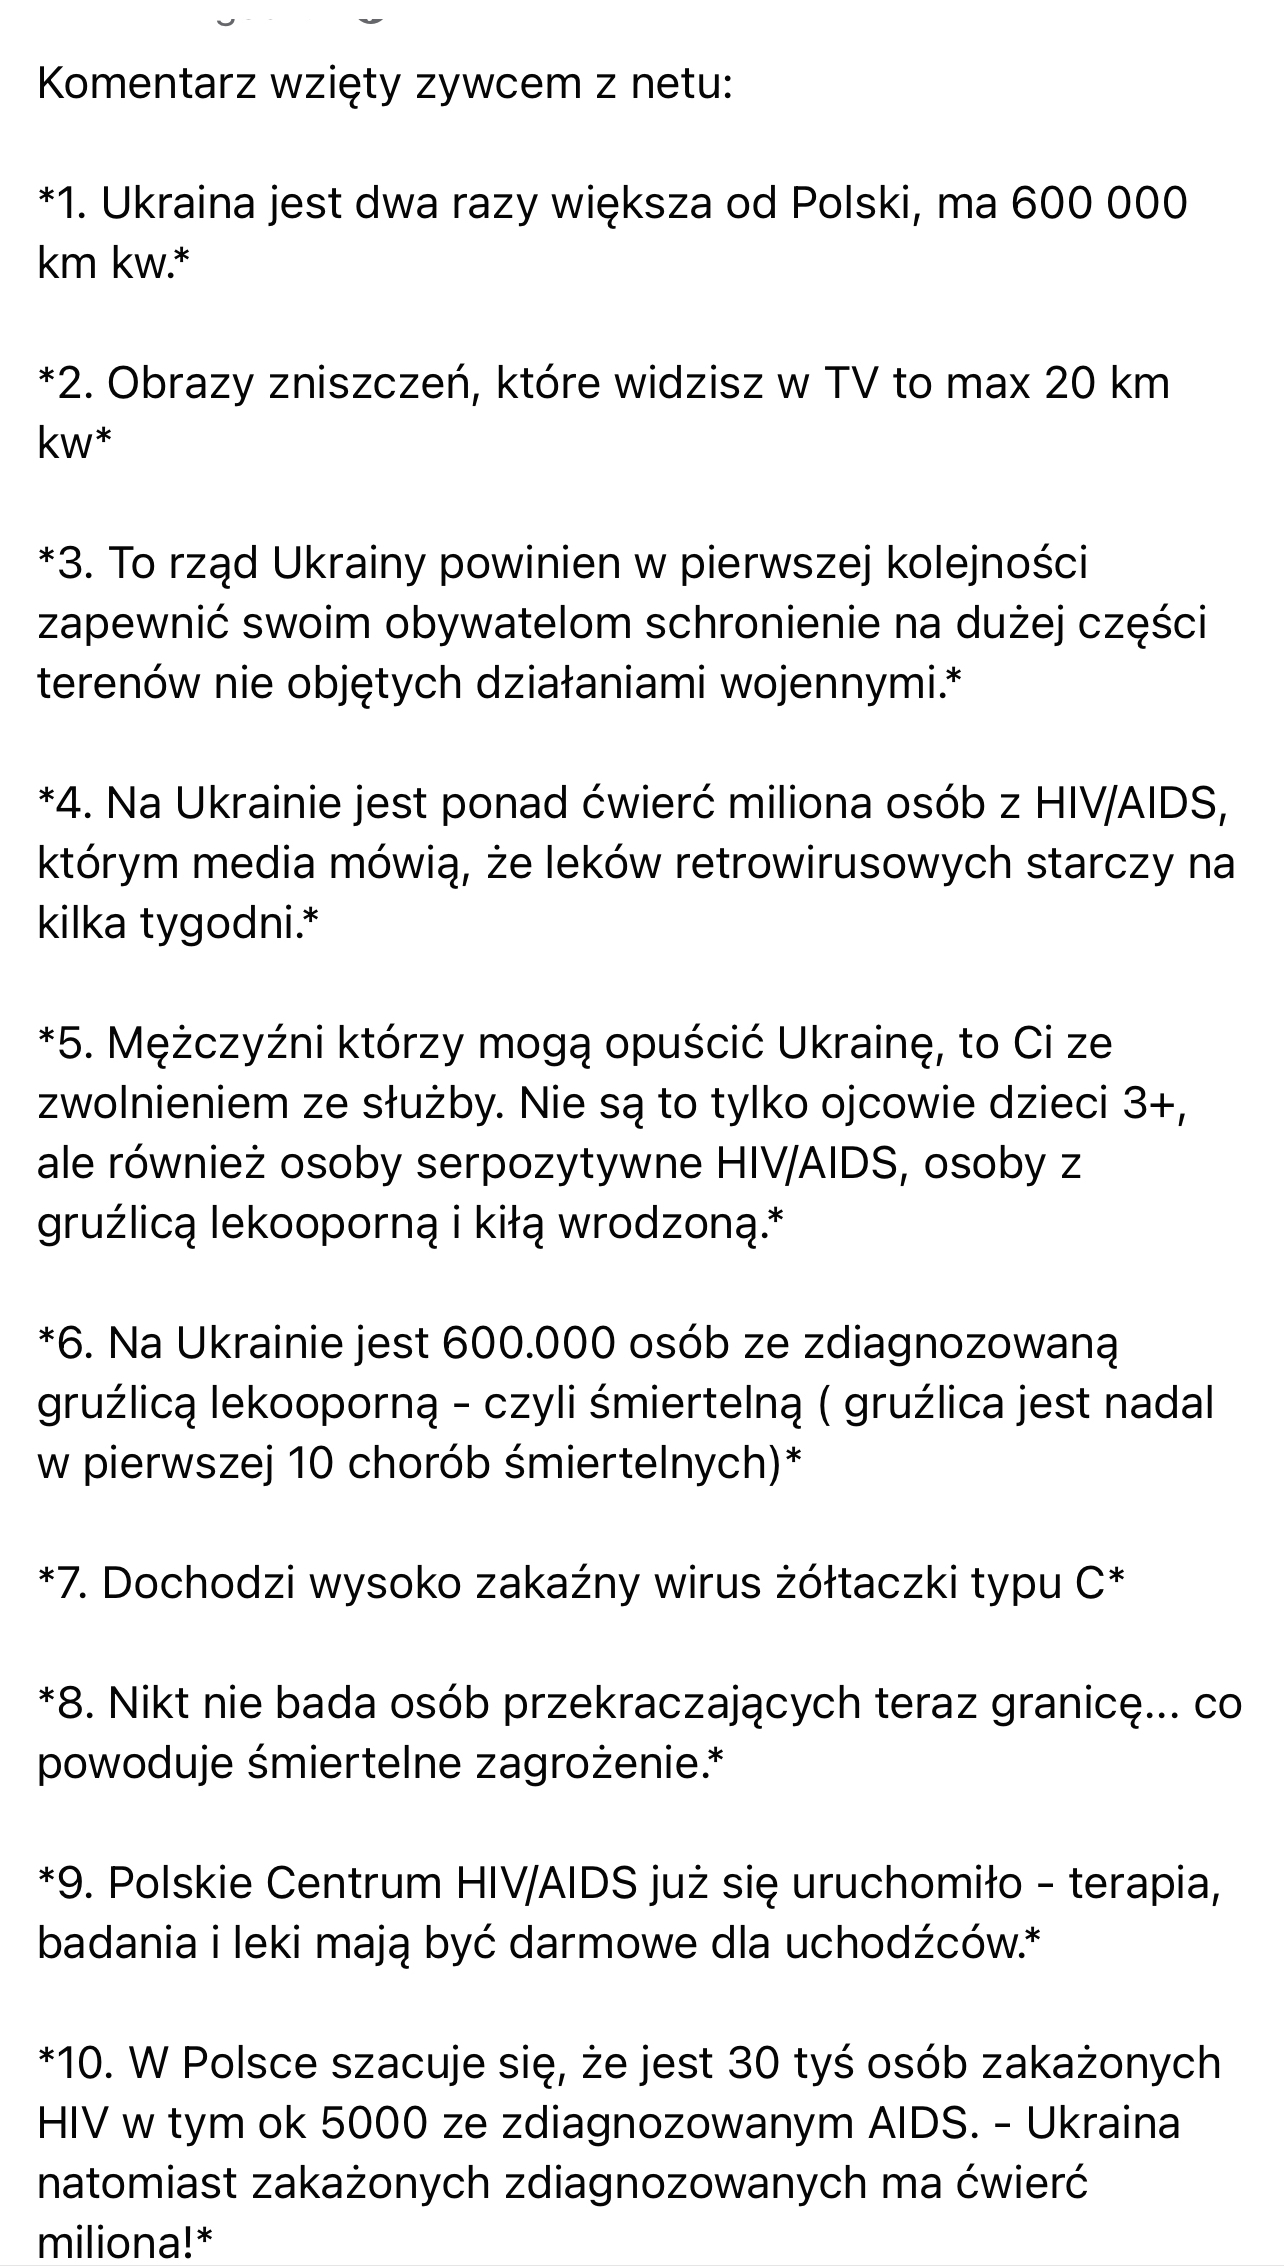 Komentarz wzięty zywcem z netu:
*1. Ukraina jest dwa razy większa od Polski, ma 600 000
km kw.*
*2. Obrazy zniszczeń, które widzisz w TV to max 20 km
kw*
*3. To rząd Ukrainy powinien w pierwszej kolejności
zapewnić swoim obywatelom schronienie na dużej części
terenów nie objętych działaniami wojennymi.*
*4. Na Ukrainie jest ponad ćwierć miliona osób z HIV/AIDS,
którym media mówią, że leków retrowirusowych starczy na
kilka tygodni.*
*5. Mężczyźni którzy mogą opuścić Ukrainę, to Ci ze
zwolnieniem ze służby. Nie są to tylko ojcowie dzieci 3+,
ale również osoby serpozytywne HIV/AIDS, osoby z
gruźlicą lekooporną i kiłą wrodzoną.*
*6. Na Ukrainie jest 600.000 osób ze zdiagnozowaną
gruźlicą lekooporną - czyli śmiertelną ( gruźlica jest nadal
w pierwszej 10 chorób śmiertelnych)*
*7. Dochodzi wysoko zakaźny wirus żółtaczki typu C*
*8. Nikt nie bada osób przekraczających teraz granicę... co
powoduje śmiertelne zagrożenie.*
*9. Polskie Centrum HIV/AIDS już się uruchomiło - terapia,
badania i leki mają być darmowe dla uchodźców.*
*10. W Polsce szacuje się, że jest 30 tyś osób zakażonych
HIV w tym ok 5000 ze zdiagnozowanym AIDS. - Ukraina
natomiast zakażonych zdiagnozowanych ma ćwierć
miliona!*